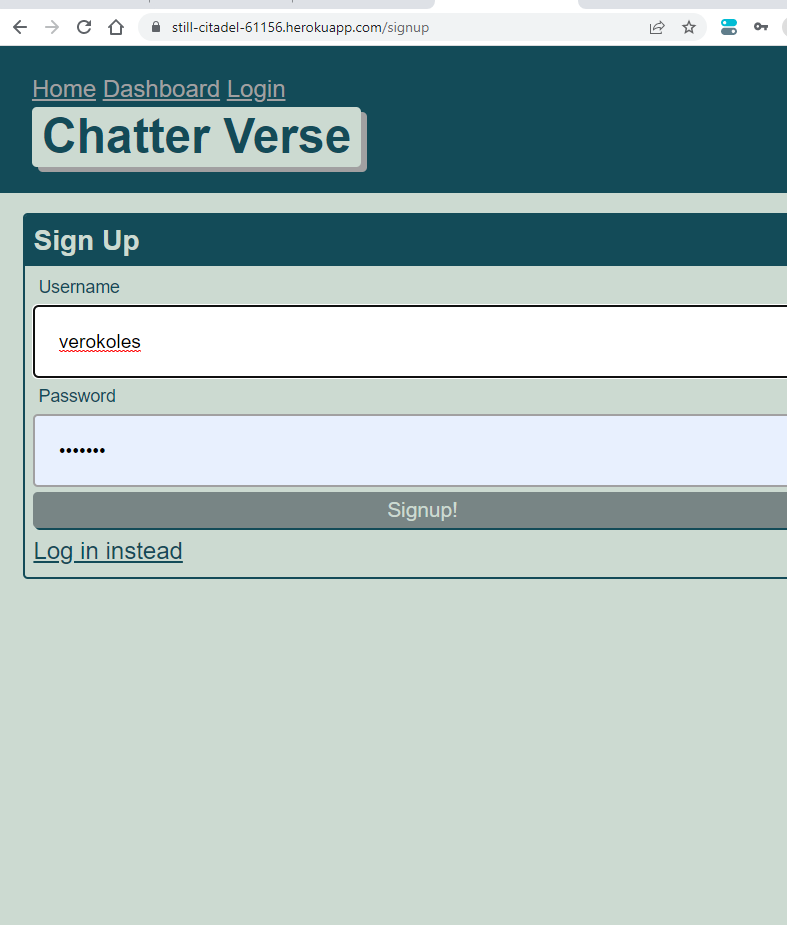 still-citadel-61156.herokuapp.com/signup
Home Dashboard Login
Chatter Verse
Sign Up
Username
verokoles
Password
•••••••
Signup!
Log in instead